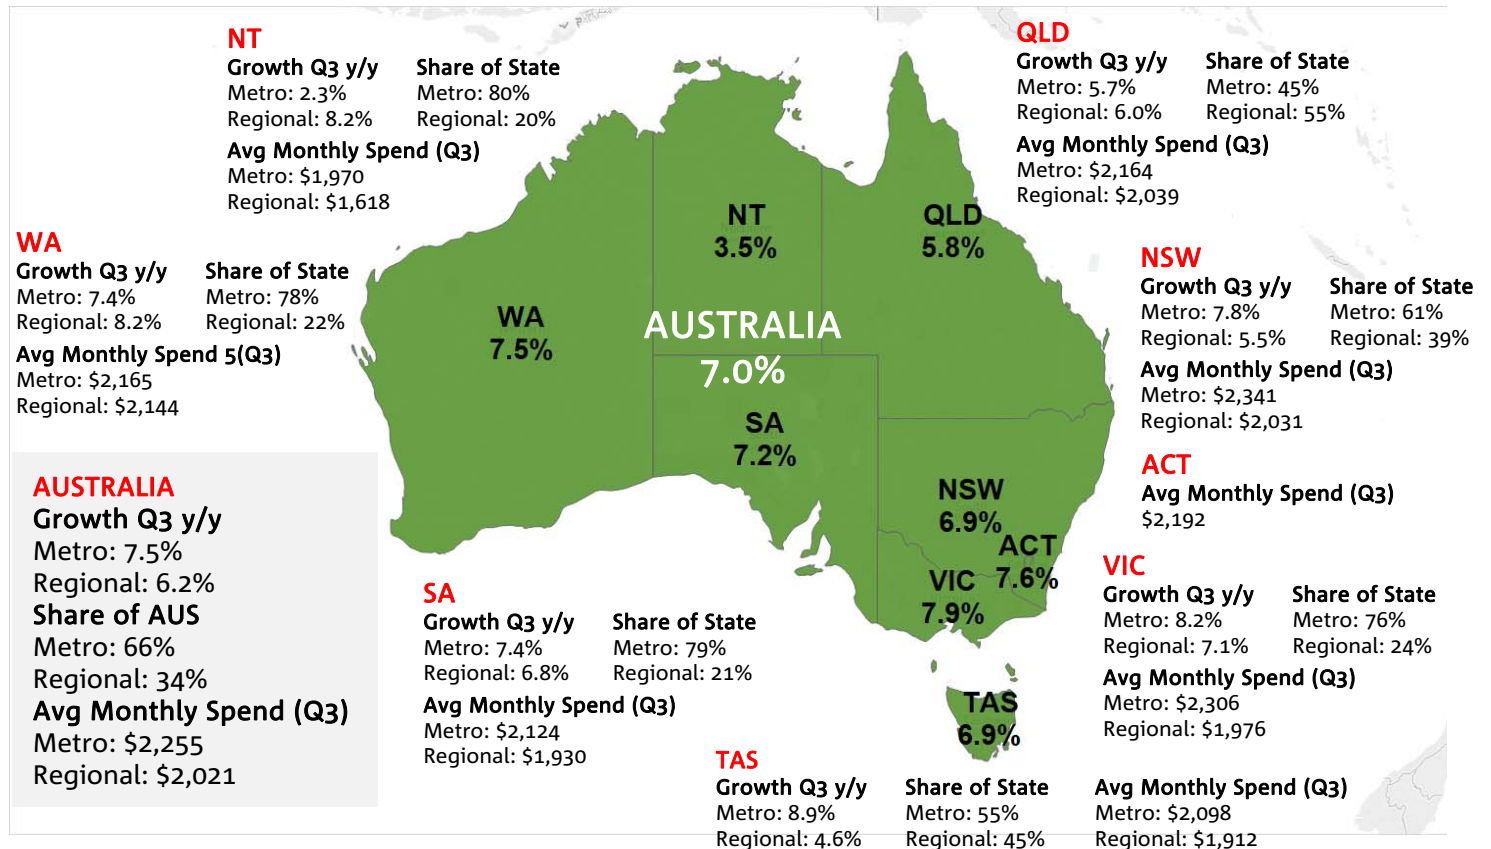 NT
Growth Q3 y/y Share of State
Metro: 2.3% Metro: 80%
Regional: 8.2% Regional: 20%
Avg Monthly Spend (Q3)
Metro: $1,970
Regional: $1,618
QLD
Growth Q3 y/y Share of State
Metro: 5.7% Metro: 45%
Regional: 6.0% Regional: 55%
Avg Monthly Spend (Q3)
Metro: $2,164
Regional: $2,039
WA
Growth Q3 y/y Share of State
Metro: 7.4% Metro: 78%
Regional: 8.2% Regional: 22%
Avg Monthly Spend 5(Q3)
Metro: $2,165
Regional: $2,144
NT
3.5%
QLD
5.8%
WA
7.5%
AUSTRALIA
7.0%
SA
7.2%
NSW
6.9%
ACT
7.6%
VIC
7.9%
TAS
6.9%
NSW
Growth Q3 y/y Share of State
Metro: 7.8% Metro: 61%
Regional: 5.5% Regional: 39%
Avg Monthly Spend (Q3)
Metro: $2,341
Regional: $2,031
ACT
Avg Monthly Spend (Q3)
$2,192
AUSTRALIA
Growth Q3 y/y
Metro: 7.5%
Regional: 6.2%
Share of AUS
Metro: 66%
Regional: 34%
Avg Monthly Spend (Q3)
Metro: $2,255
Regional: $2,021
SA
Growth Q3 y/y Share of State
Metro: 7.4% Metro: 79%
Regional: 6.8% Regional: 21%
Avg Monthly Spend (Q3)
Metro: $2,124
Regional: $1,930
VIC
Growth Q3 y/y Share of State
Metro: 8.2% Metro: 76%
Regional: 7.1% Regional: 24%
Avg Monthly Spend (Q3)
Metro: $2,306
Regional: $1,976
TAS
Growth Q3 y/y Share of State Avg Monthly Spend (Q3)
Metro: 8.9% Metro: 55% Metro: $2,098
Regional: 4.6% Regional: 45% Regional: $1,912